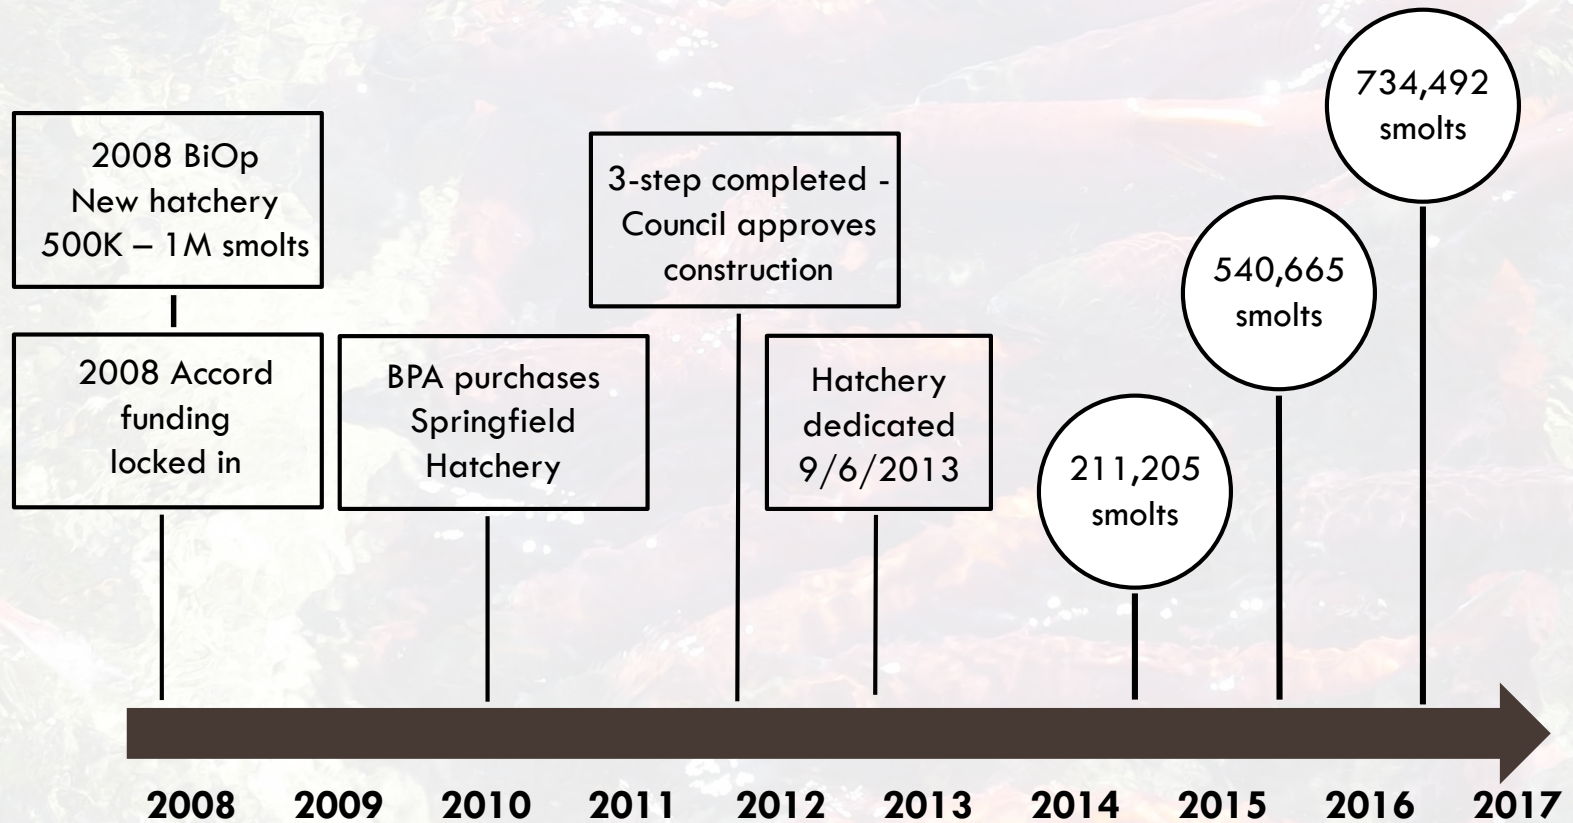 2008 BiOp
New hatchery
500K – 1M smolts
2008 Accord
funding
locked in
BPA purchases
Springfield
Hatchery
3-step completed -
Council approves
construction
Hatchery
dedicated
9/6/2013
211,205
smolts
540,665
smolts
734,492
smolts
2008 2009 2010 2011 2012 2013 2014 2015 2016 2017